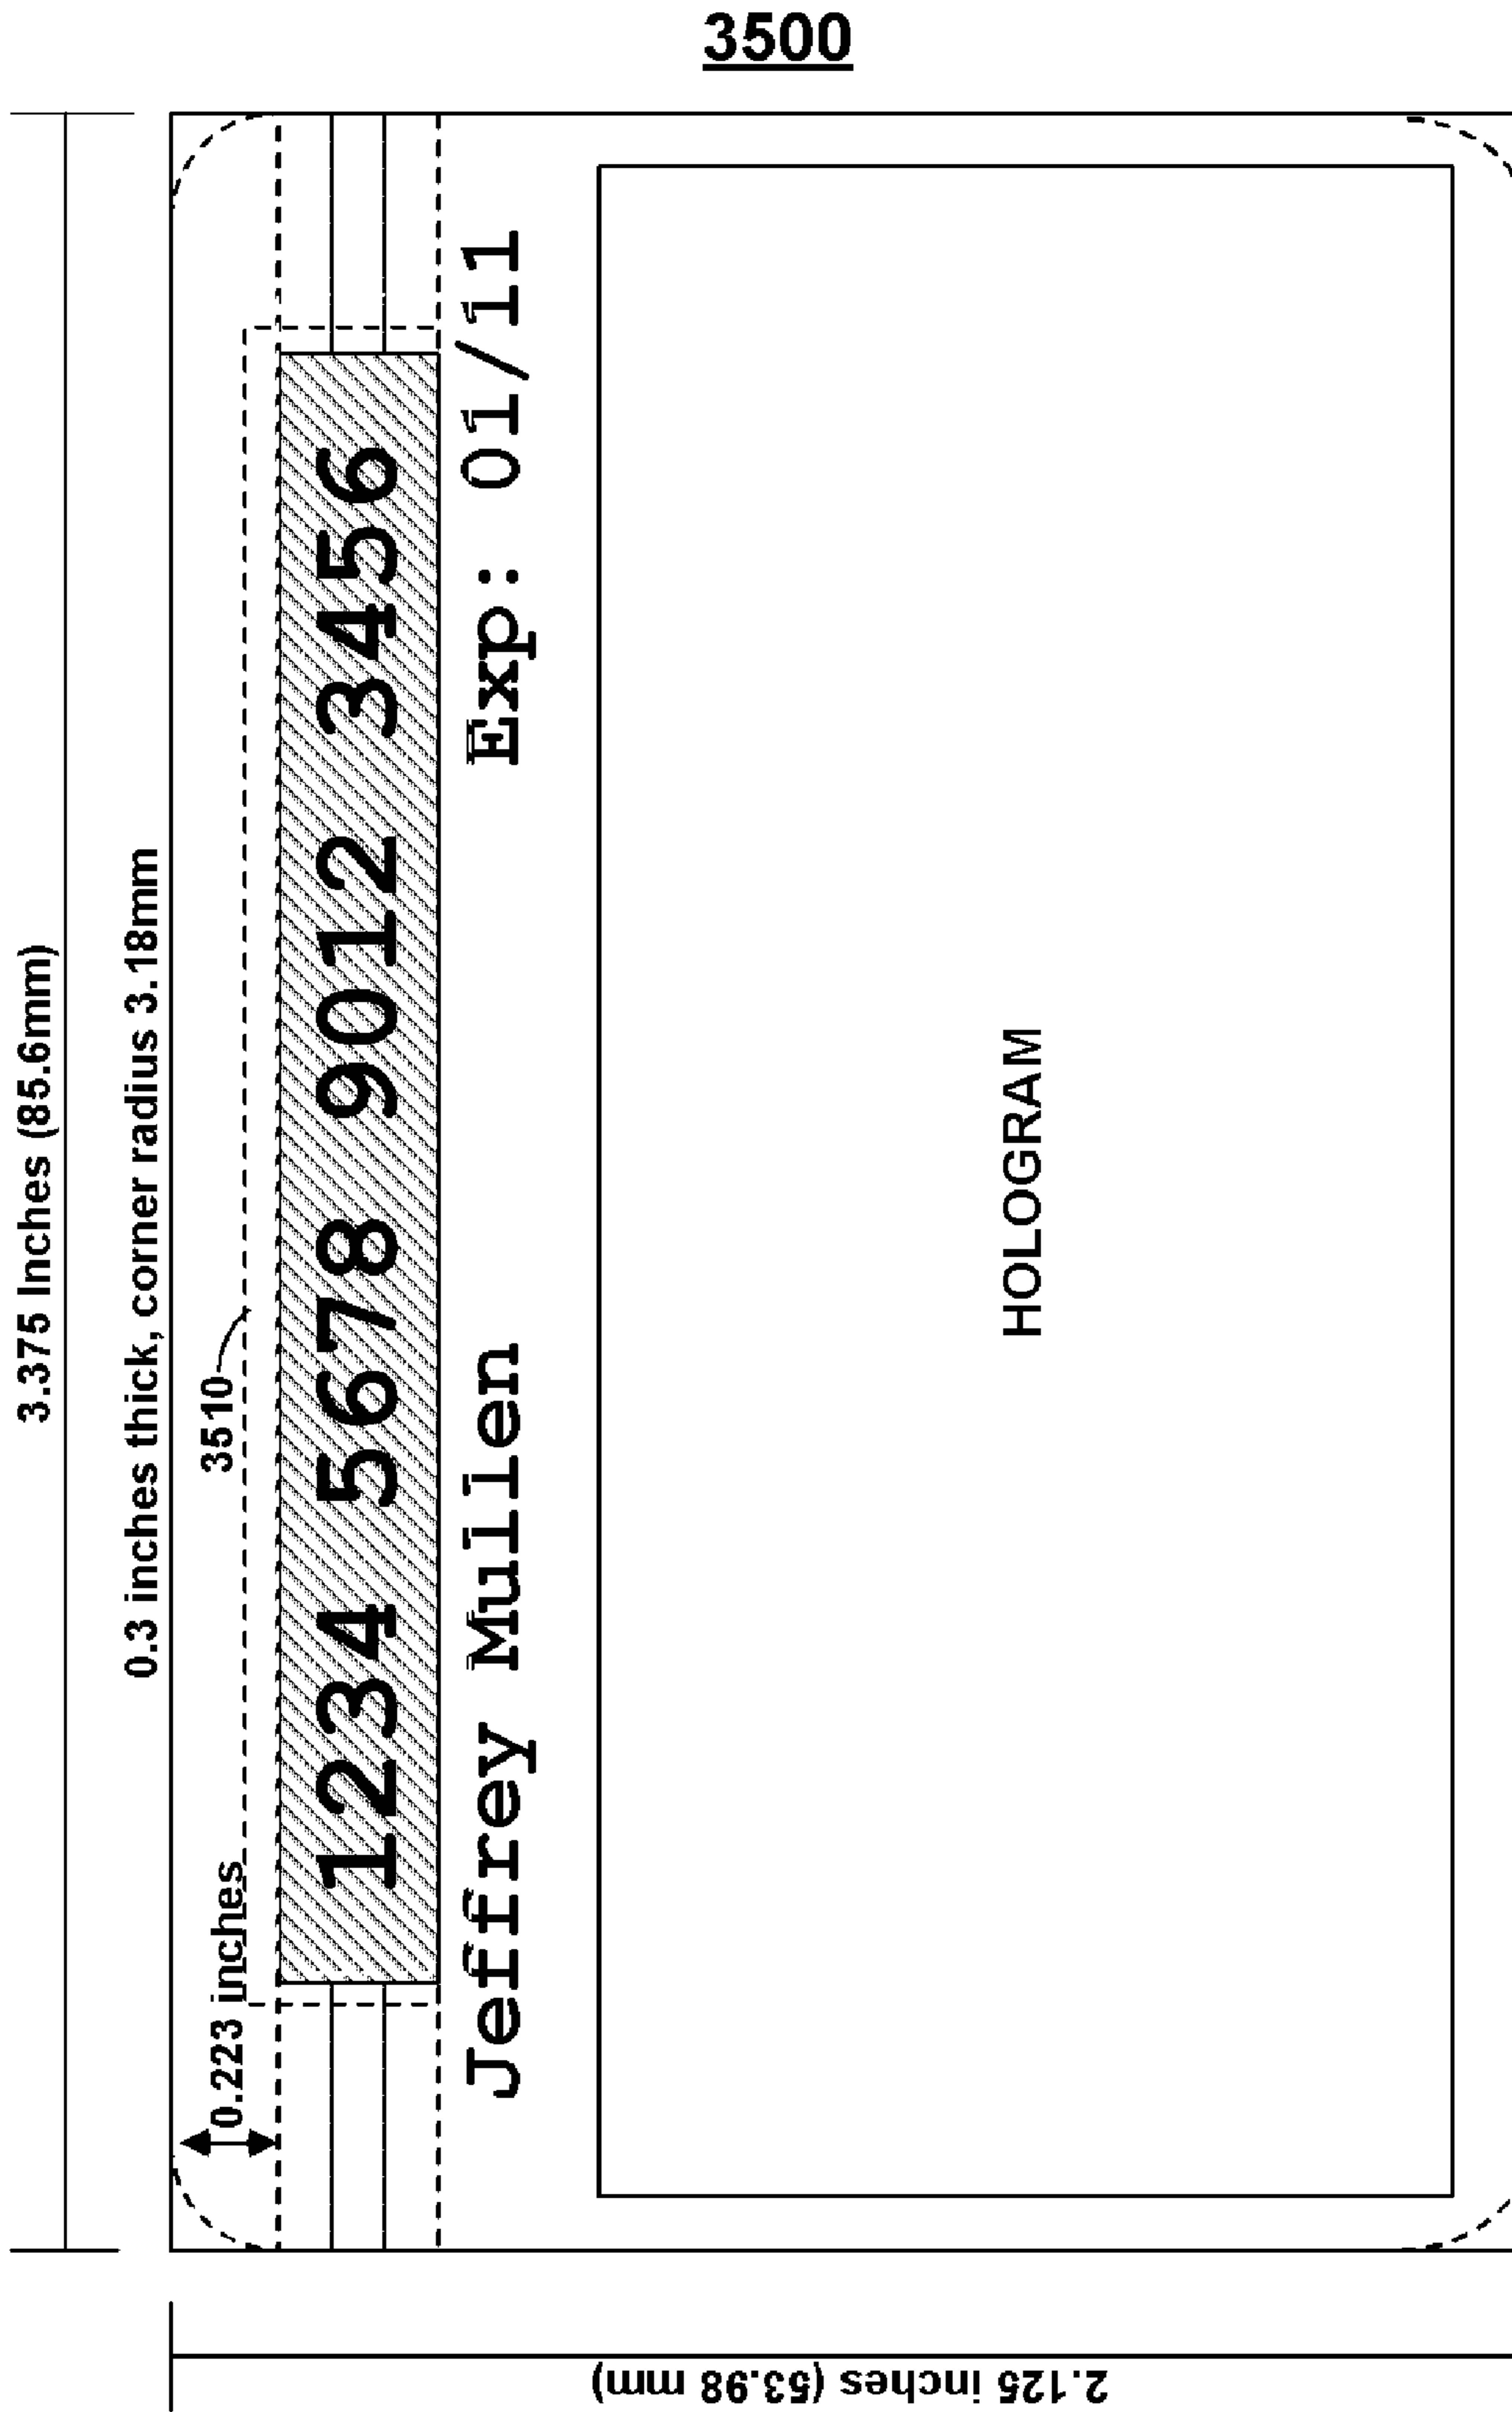 3500
3.375 Inches (85.6mm)
0.3 inches thick, corner radius 3.18mm
3510
0.223 inches
1234 5678 9012 3456
Jeffrey Mullen Exp: 01/11
HOLOGRAM
2.125 inches (53.98 mm)